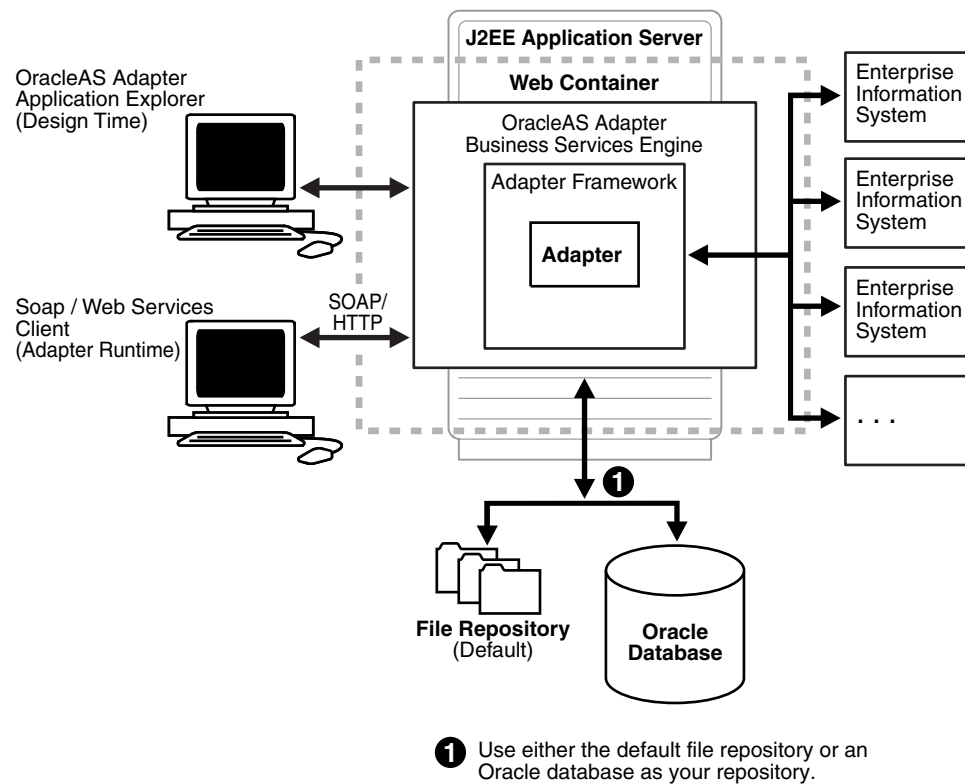 J2EE Application Server
Web Container
OracleAS Adapter
Application Explorer
(Design Time)
OracleAS Adapter
Business Services Engine
Adapter Framework
Adapter
Enterprise
Information
System
Enterprise
Information
System
Enterprise
Information
System
. . .
Soap / Web Services
Client
(Adapter Runtime)
SOAP/
HTTP
1
File Repository
(Default)
Oracle
Database
1 Use either the default file repository or an
Oracle database as your repository.